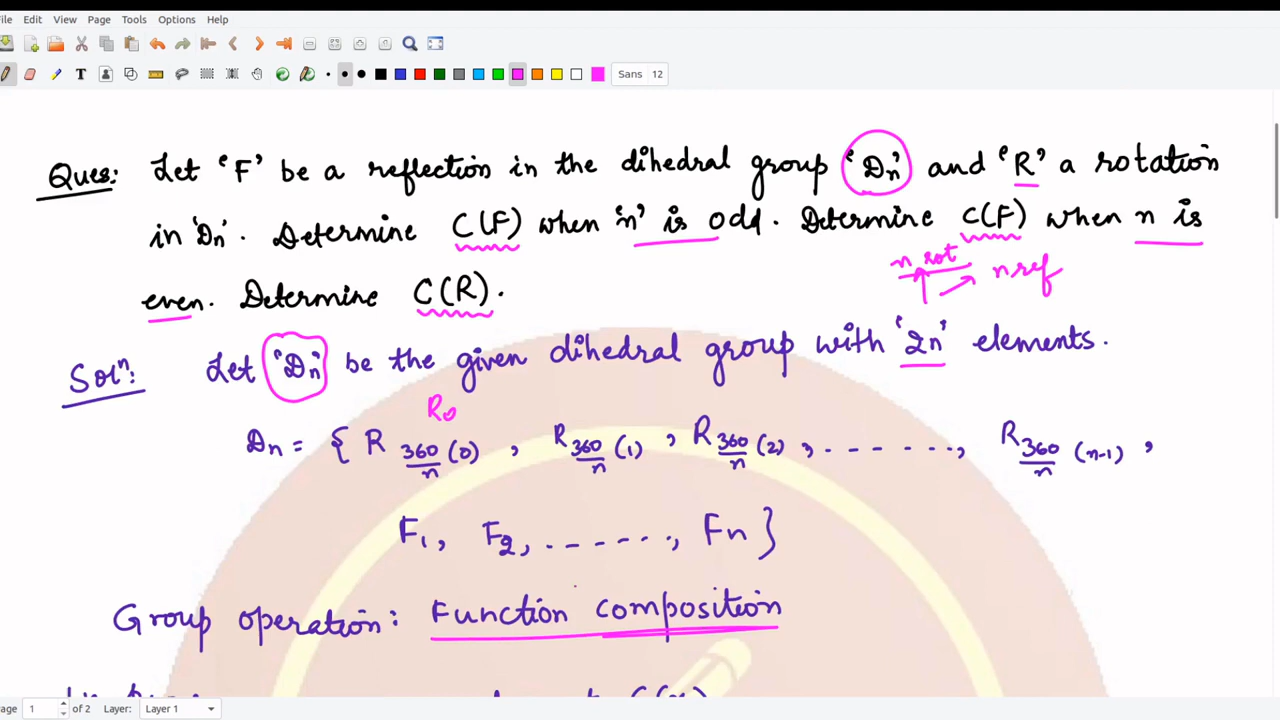 File Edit View Page Tools Options Help
T Sans 12
Ques: Let 'F' be a reflection in the dihedral group 'Dn' and 'R' a rotation
in 'Dn'. Determine C(F) when 'n' is odd. Determine C(F) when n is
n rot
n ref
even. Determine C(R).
Soln: Let 'Dn' be the given dihedral group with '2n' elements.
R0
Dn = { R 360/n (0) , R 360/n (1) , R 360/n (2) , . - - - - - - . , R 360/n (n-1) ,
F1, F2, . - - - - - . , Fn }
Group operation: Function composition
Page 1 of 2 Layer: Layer 1